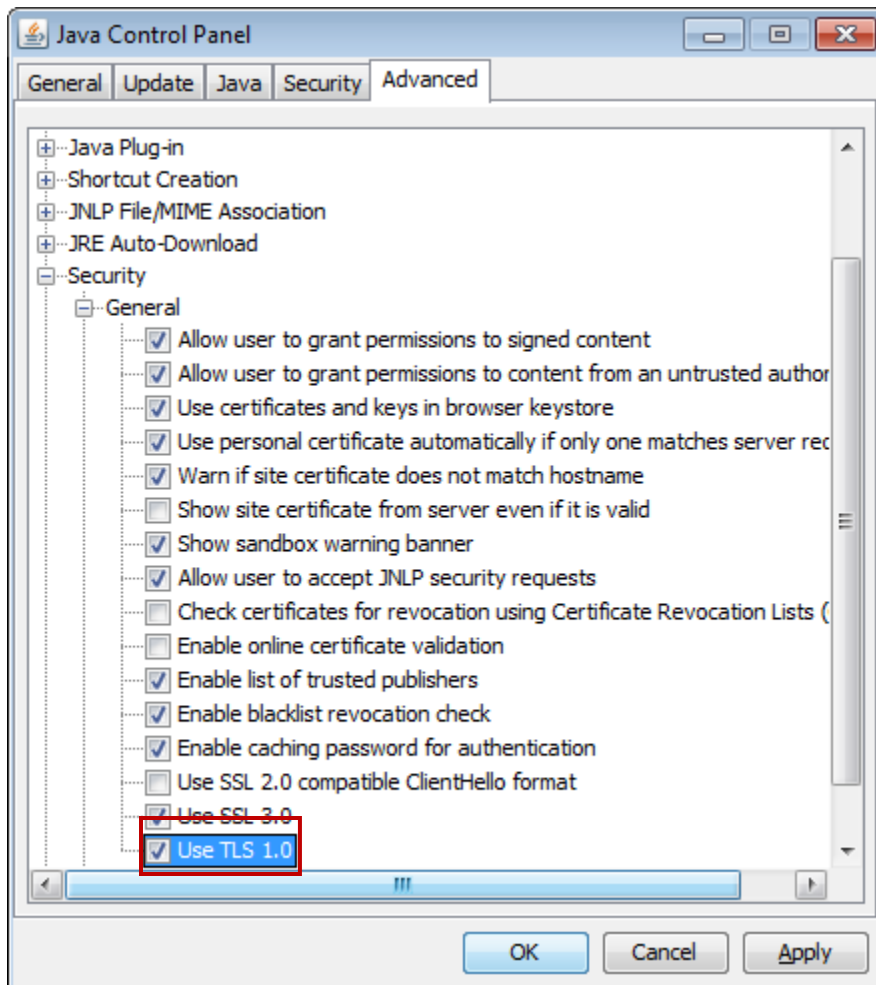 Java Control Panel
General Update Java Security Advanced
Java Plug-in
Shortcut Creation
JNLP File/MIME Association
JRE Auto-Download
Security
General
Allow user to grant permissions to signed content
Allow user to grant permissions to content from an untrusted author
Use certificates and keys in browser keystore
Use personal certificate automatically if only one matches server rec
Warn if site certificate does not match hostname
Show site certificate from server even if it is valid
Show sandbox warning banner
Allow user to accept JNLP security requests
Check certificates for revocation using Certificate Revocation Lists (
Enable online certificate validation
Enable list of trusted publishers
Enable blacklist revocation check
Enable caching password for authentication
Use SSL 2.0 compatible ClientHello format
Use SSL 3.0
Use TLS 1.0
OK Cancel Apply